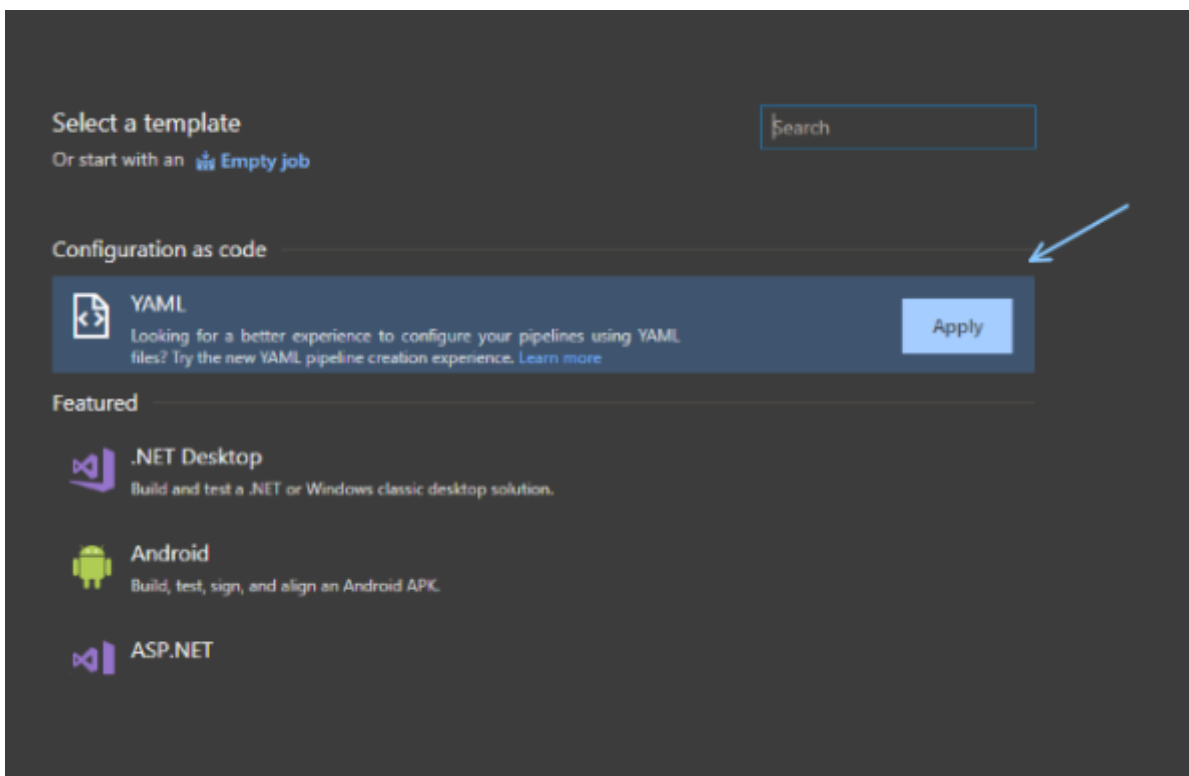 Select a template
Search
Or start with an Empty job
Configuration as code
YAML
Looking for a better experience to configure your pipelines using YAML
files? Try the new YAML pipeline creation experience. Learn more
Apply
Featured
.NET Desktop
Build and test a .NET or Windows classic desktop solution.
Android
Build, test, sign, and align an Android APK.
ASP.NET